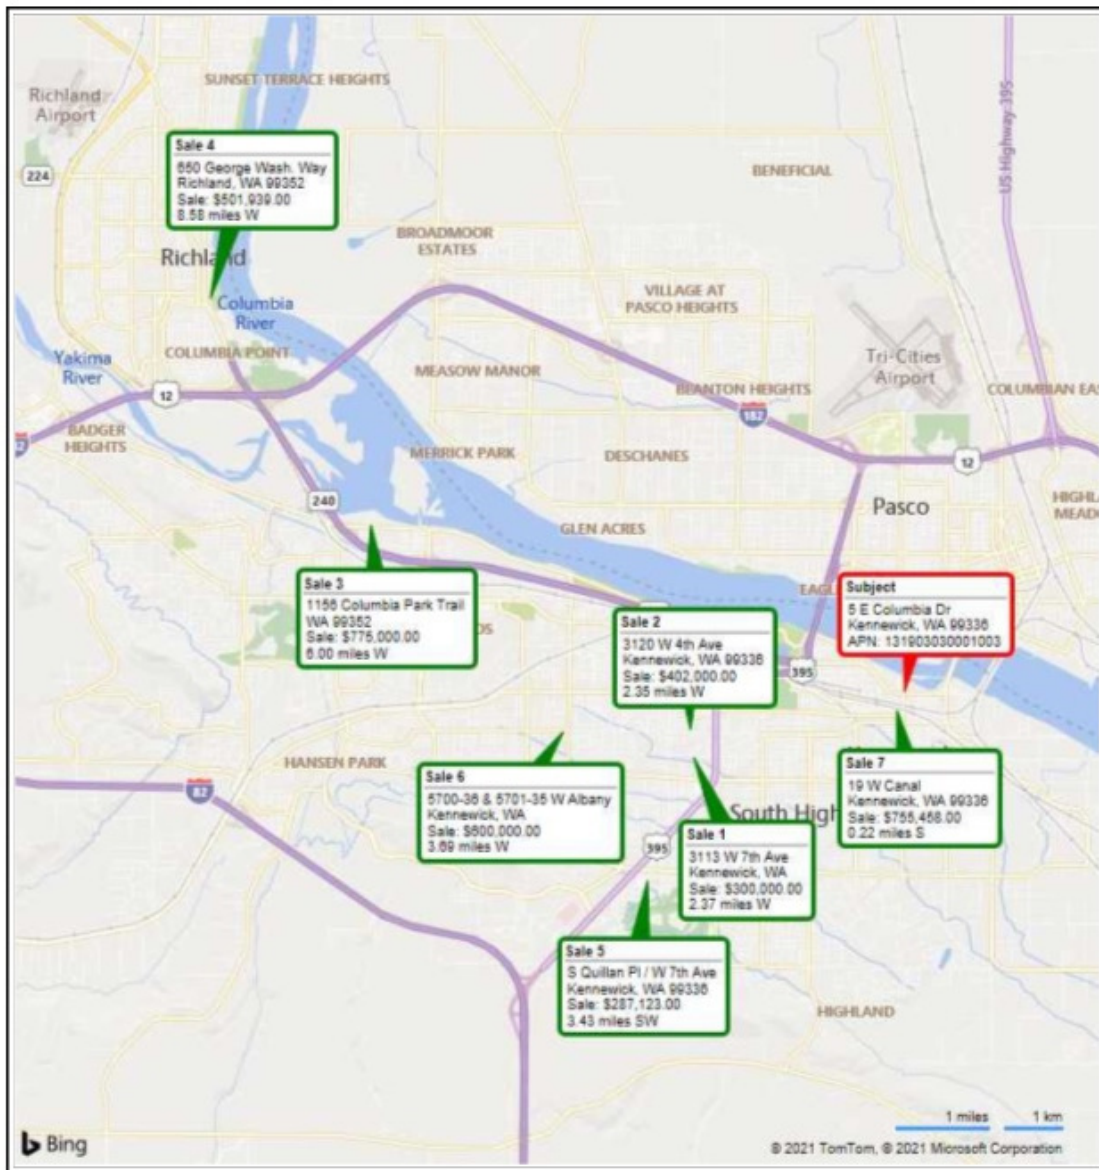 SUNSET TERRACE HEIGHTS
Richland
Airport
US Highway 395
224
Sale 4
650 George Wash. Way
Richland, WA 99352
Sale: $501,939.00
8.58 miles W
BENEFICIAL
BROADMOOR
ESTATES
Richland
Columbia
River
VILLAGE AT
PASCO HEIGHTS
Yakima
River
COLUMBIA POINT
MEASOW MANOR
Tri-Cities
Airport
12
BLANTON HEIGHTS
COLUMBIAN EAS
182
BADGER
HEIGHTS
2
MERRICK PARK
DESCHANES
12
240
Pasco
HIGHL
MEADO
GLEN ACRES
Sale 3
1156 Columbia Park Trail
WA 99352
Sale: $775,000.00
6.00 miles W
EAGL
Subject
5 E Columbia Dr
Kennewick, WA 99336
APN: 131903030001003
Sale 2
3120 W 4th Ave
Kennewick, WA 99336
Sale: $402,000.00
2.35 miles W
395
HANSEN PARK
82
Sale 6
5700-36 & 5701-35 W Albany
Kennewick, WA
Sale: $600,000.00
3.69 miles W
Sale 7
19 W Canal
Kennewick, WA 99336
Sale: $755,458.00
0.22 miles S
South High
Sale 1
3113 W 7th Ave
Kennewick, WA
Sale: $300,000.00
2.37 miles W
395
Sale 5
S Quillan Pl / W 7th Ave
Kennewick, WA 99336
Sale: $287,123.00
3.43 miles SW
HIGHLAND
1 miles
1 km
Bing
© 2021 TomTom, © 2021 Microsoft Corporation